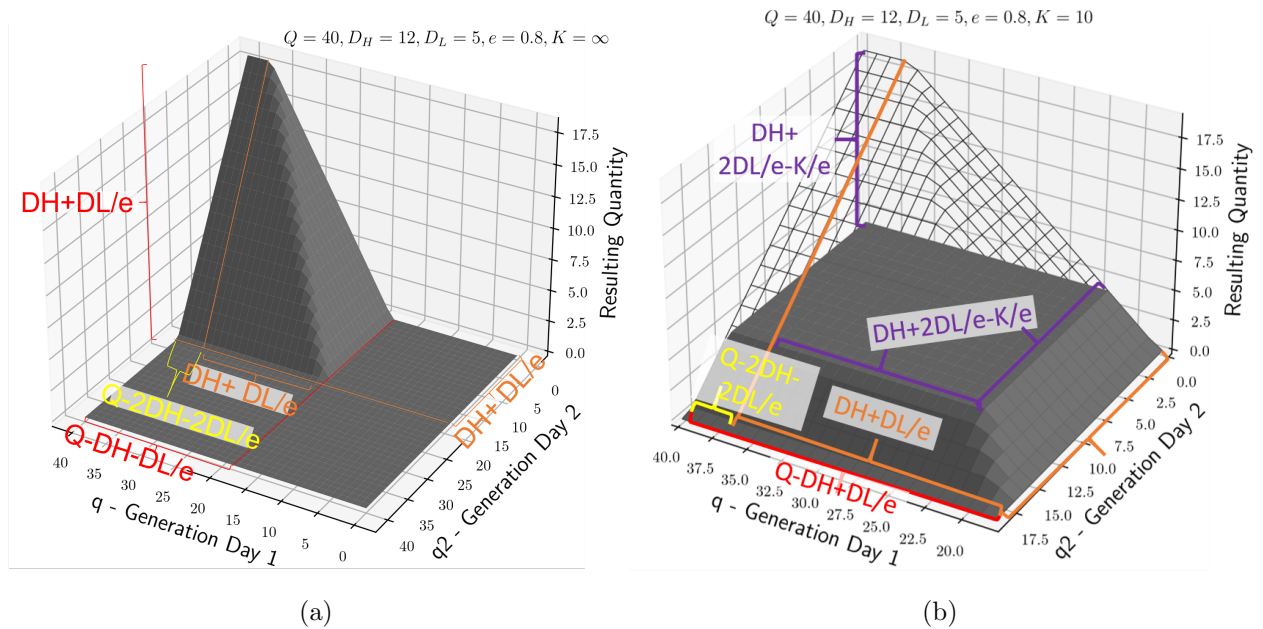 Q = 40, D_H = 12, D_L = 5, e = 0.8, K = ∞
DH+DL/e
17.5
15.0
12.5
10.0
7.5
5.0
2.5
0.0
Resulting Quantity
DH+ DL/e
Q-2DH-2DL/e
Q-DH-DL/e
DH+ DL/e
40
35
30
25
20
15
10
5
0
q - Generation Day 1
0
5
10
15
20
25
30
35
40
q2 - Generation Day 2
(a)
Q = 40, D_H = 12, D_L = 5, e = 0.8, K = 10
DH+
2DL/e-K/e
17.5
15.0
12.5
10.0
7.5
5.0
2.5
0.0
Resulting Quantity
DH+2DL/e-K/e
Q-2DH-
2DL/e
DH+DL/e
DH+DL/e
Q-DH+DL/e
40.0
37.5
35.0
32.5
30.0
27.5
25.0
22.5
20.0
q - Generation Day 1
0.0
2.5
5.0
7.5
10.0
12.5
15.0
17.5
q2 - Generation Day 2
(b)